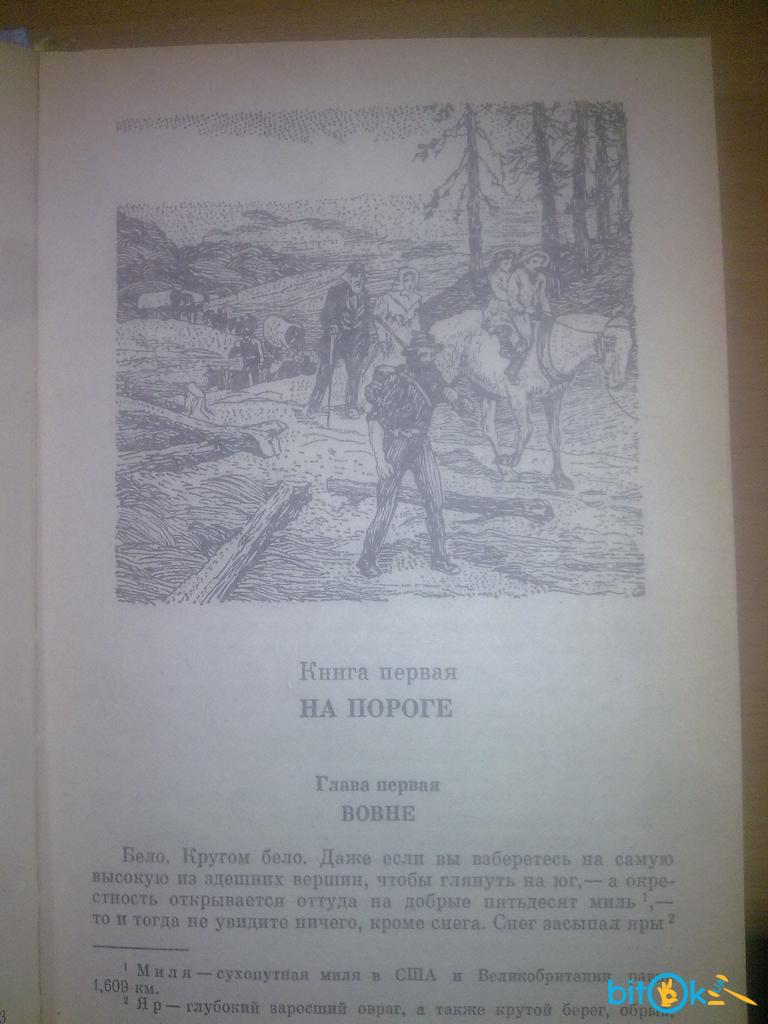 Книга первая
НА ПОРОГЕ
Глава первая
ВОВНЕ
Бело. Кругом бело. Даже если вы взберетесь на самую
высокую из здешних вершин, чтобы глянуть на юг,— а окре-
стность открывается оттуда на добрые пятьдесят миль ¹,—
то и тогда не увидите ничего, кроме снега. Снег засыпал яры ²
¹ Миля — сухопутная миля в США и Великобритании,
1,609 км.
² Яр — глубокий заросший овраг, а также крутой берег, обрыв,
3
bitok